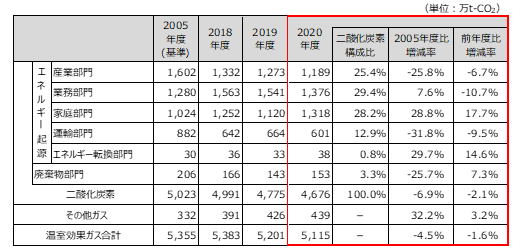 （単位：万t-CO₂）
2005年度(基準) 2018年度 2019年度 2020年度 二酸化炭素構成比 2005年度比増減率 前年度比増減率
エネルギー起源
産業部門 1,602 1,332 1,273 1,189 25.4% -25.8% -6.7%
業務部門 1,280 1,563 1,541 1,376 29.4% 7.6% -10.7%
家庭部門 1,024 1,252 1,120 1,318 28.2% 28.8% 17.7%
運輸部門 882 642 664 601 12.9% -31.8% -9.5%
エネルギー転換部門 30 36 33 38 0.8% 29.7% 14.6%
廃棄物部門 206 166 143 153 3.3% -25.7% 7.3%
二酸化炭素 5,023 4,991 4,775 4,676 100.0% -6.9% -2.1%
その他ガス 332 391 426 439 － 32.2% 3.2%
温室効果ガス合計 5,355 5,383 5,201 5,115 － -4.5% -1.6%